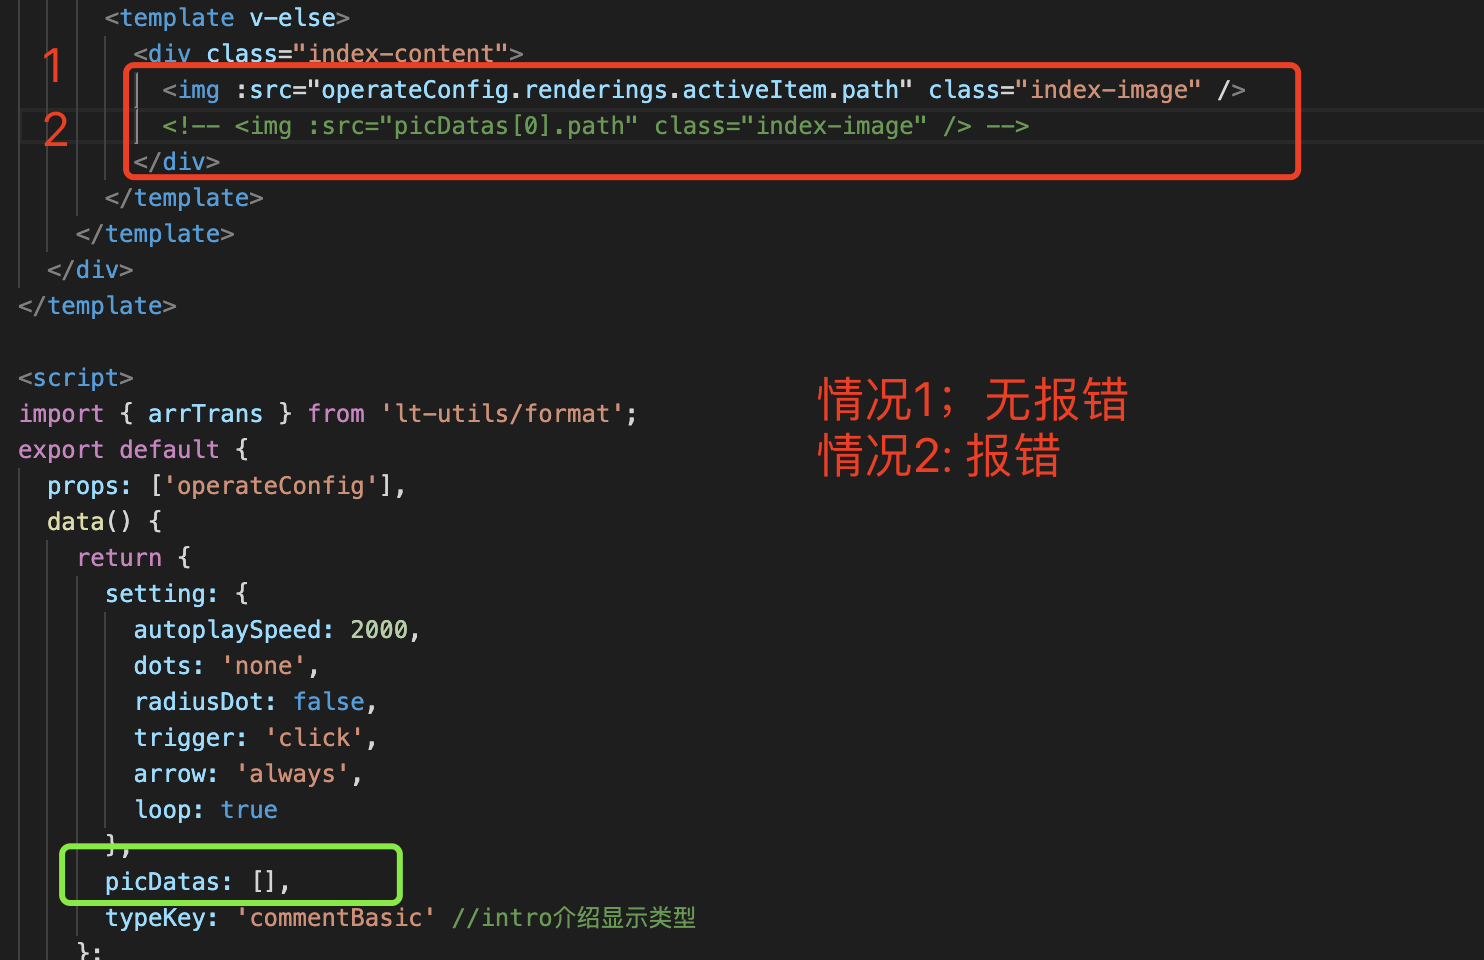 <template v-else>
1
<div class="index-content">
<img :src="operateConfig.renderings.activeItem.path" class="index-image" />
2
<!-- <img :src="picDatas[0].path" class="index-image" /> -->
</div>
</template>
</template>
</div>
</template>
<script>
import { arrTrans } from 'lt-utils/format';
情况1；无报错
export default {
情况2: 报错
props: ['operateConfig'],
data() {
return {
setting: {
autoplaySpeed: 2000,
dots: 'none',
radiusDot: false,
trigger: 'click',
arrow: 'always',
loop: true
},
picDatas: [],
typeKey: 'commentBasic' //intro介绍显示类型
};